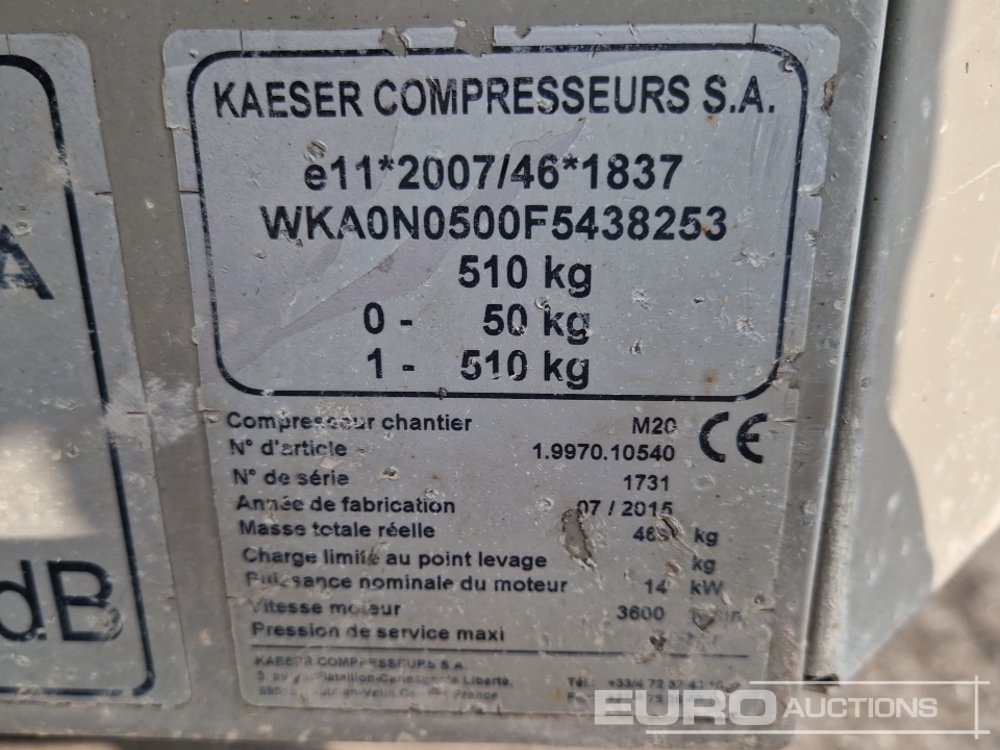 KAESER COMPRESSEURS S.A.
e11*2007/46*1837
WKA0N0500F5438253
510 kg
0 - 50 kg
1 - 510 kg
Compresseur chantier M20 CE
N° d'article 1.9970.10540
N° de série 1731
Année de fabrication 07 / 2015
Masse totale réelle kg
Charge limite au point levage kg
Puissance nominale du moteur 14 kW
Vitesse moteur 3600
Pression de service maxi
KAESER COMPRESSEURS S.A.
A
dB
EURO AUCTIONS